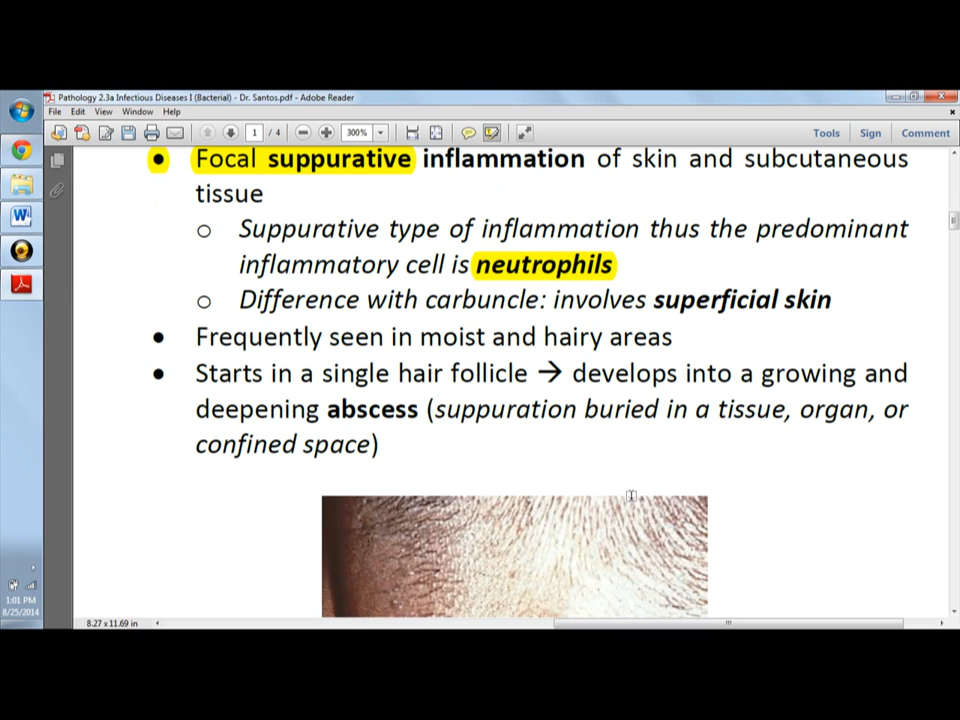 Pathology 2.3a Infectious Diseases I (Bacterial) - Dr. Santos.pdf - Adobe Reader
File Edit View Window Help
1 / 4 300% Tools Sign Comment
• Focal suppurative inflammation of skin and subcutaneous
tissue
o Suppurative type of inflammation thus the predominant
inflammatory cell is neutrophils
o Difference with carbuncle: involves superficial skin
• Frequently seen in moist and hairy areas
• Starts in a single hair follicle → develops into a growing and
deepening abscess (suppuration buried in a tissue, organ, or
confined space)
1:01 PM
8/25/2014
8.27 x 11.69 in